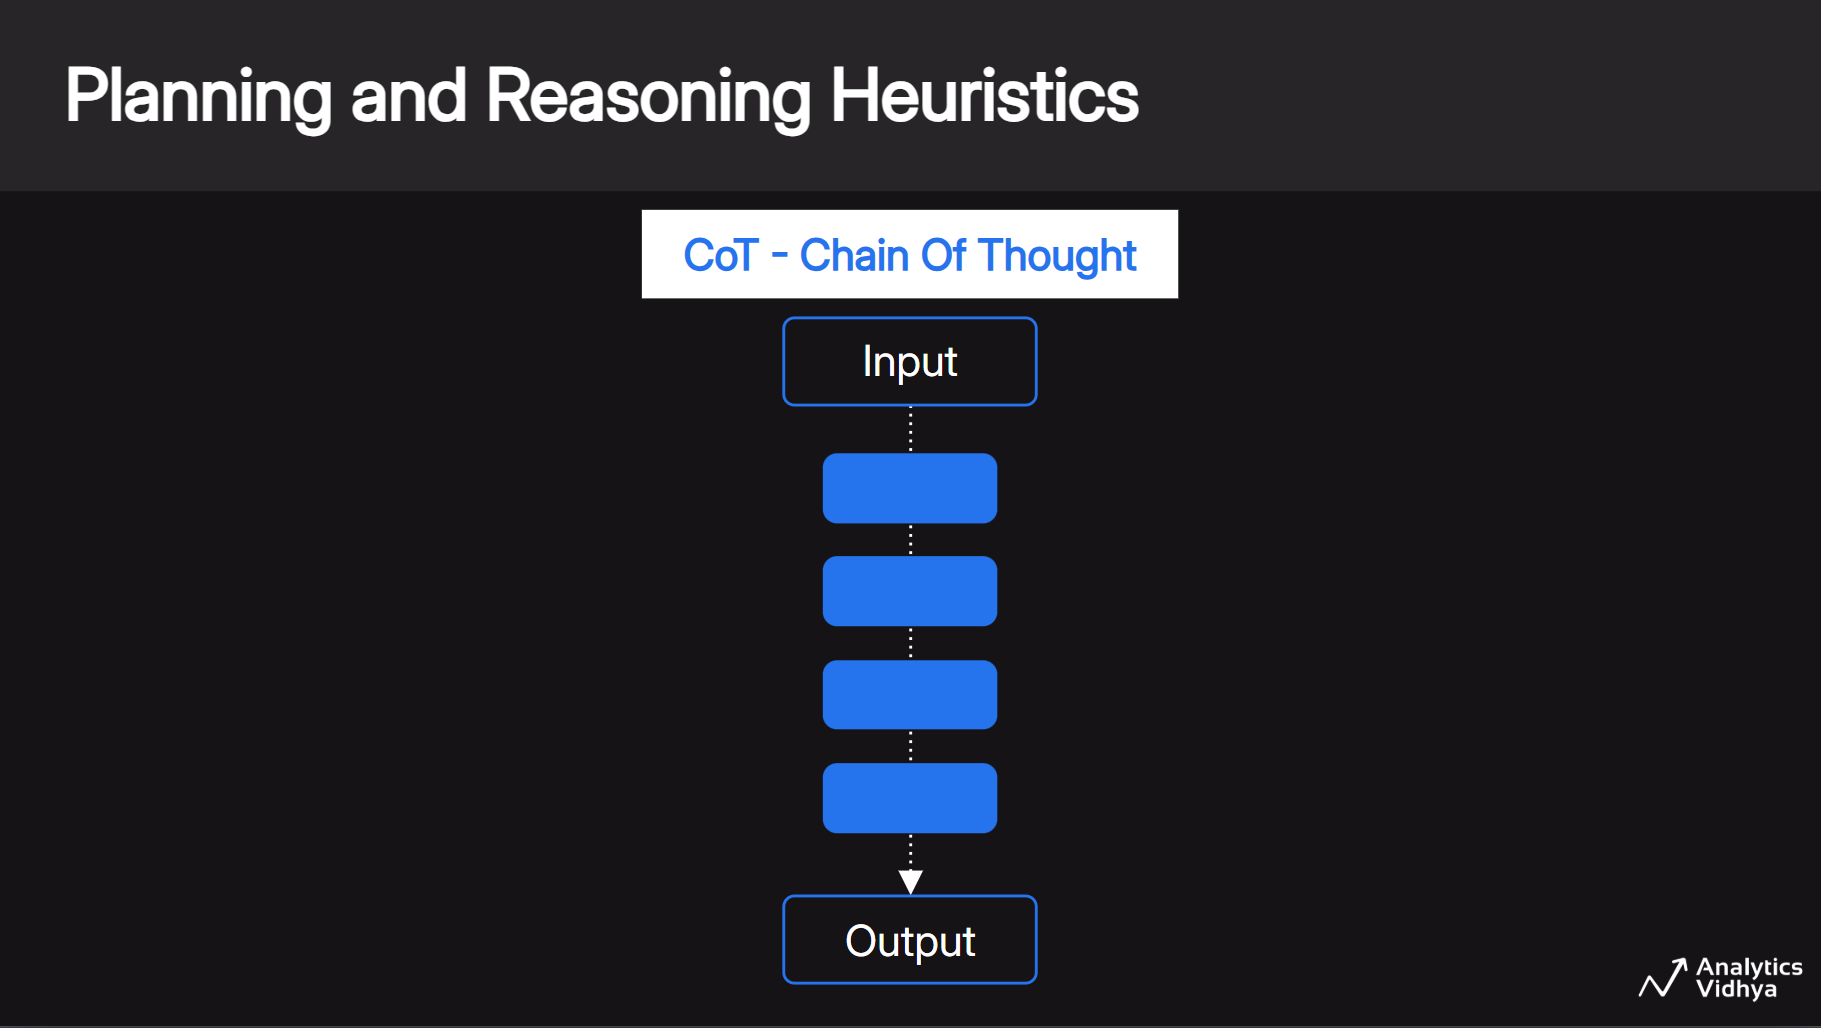 Planning and Reasoning Heuristics
CoT - Chain Of Thought
Input
Output
Analytics
Vidhya